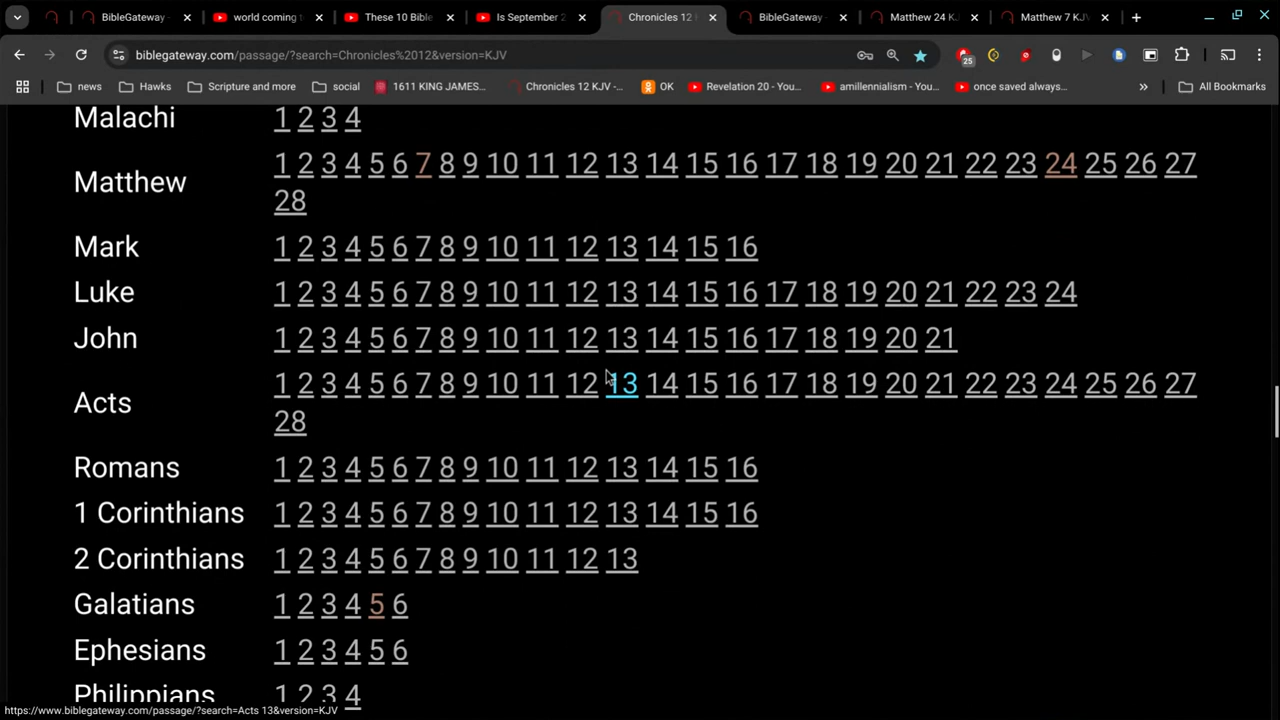 BibleGateway -
world coming t
These 10 Bible
Is September 2
Chronicles 12 K
BibleGateway -
Matthew 24 KJ
Matthew 7 KJV
biblegateway.com/passage/?search=Chronicles%2012&version=KJV
25
news
Hawks
Scripture and more
social
1611 KING JAMES...
Chronicles 12 KJV -...
OK
Revelation 20 - You...
amillennialism - You...
once saved always...
»
All Bookmarks
Malachi 1 2 3 4
Matthew 1 2 3 4 5 6 7 8 9 10 11 12 13 14 15 16 17 18 19 20 21 22 23 24 25 26 27
28
Mark 1 2 3 4 5 6 7 8 9 10 11 12 13 14 15 16
Luke 1 2 3 4 5 6 7 8 9 10 11 12 13 14 15 16 17 18 19 20 21 22 23 24
John 1 2 3 4 5 6 7 8 9 10 11 12 13 14 15 16 17 18 19 20 21
Acts 1 2 3 4 5 6 7 8 9 10 11 12 13 14 15 16 17 18 19 20 21 22 23 24 25 26 27
28
Romans 1 2 3 4 5 6 7 8 9 10 11 12 13 14 15 16
1 Corinthians 1 2 3 4 5 6 7 8 9 10 11 12 13 14 15 16
2 Corinthians 1 2 3 4 5 6 7 8 9 10 11 12 13
Galatians 1 2 3 4 5 6
Ephesians 1 2 3 4 5 6
Philippians 1 2 3 4
https://www.biblegateway.com/passage/?search=Acts 13&version=KJV